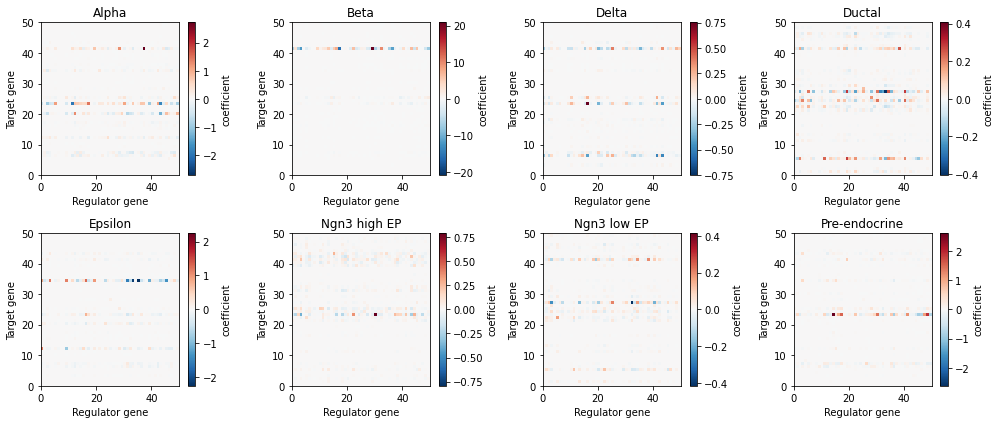 Alpha
50
40
30
20
10
0
Target gene
0 20 40
Regulator gene
2
1
0
−1
−2
coefficient
Beta
50
40
30
20
10
0
Target gene
0 20 40
Regulator gene
20
10
0
−10
−20
coefficient
Delta
50
40
30
20
10
0
Target gene
0 20 40
Regulator gene
0.75
0.50
0.25
0.00
−0.25
−0.50
−0.75
coefficient
Ductal
50
40
30
20
10
0
Target gene
0 20 40
Regulator gene
0.4
0.2
0.0
−0.2
−0.4
coefficient
Epsilon
50
40
30
20
10
0
Target gene
0 20 40
Regulator gene
2
1
0
−1
−2
coefficient
Ngn3 high EP
50
40
30
20
10
0
Target gene
0 20 40
Regulator gene
0.75
0.50
0.25
0.00
−0.25
−0.50
−0.75
coefficient
Ngn3 low EP
50
40
30
20
10
0
Target gene
0 20 40
Regulator gene
0.4
0.2
0.0
−0.2
−0.4
coefficient
Pre-endocrine
50
40
30
20
10
0
Target gene
0 20 40
Regulator gene
2
1
0
−1
−2
coefficient